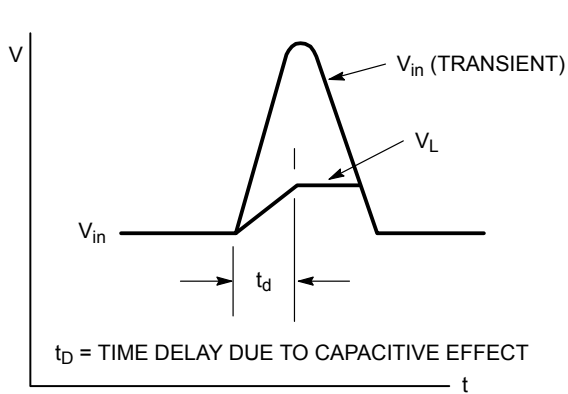 V
V_in (TRANSIENT)
V_L
V_in
t_d
t_D = TIME DELAY DUE TO CAPACITIVE EFFECT
t